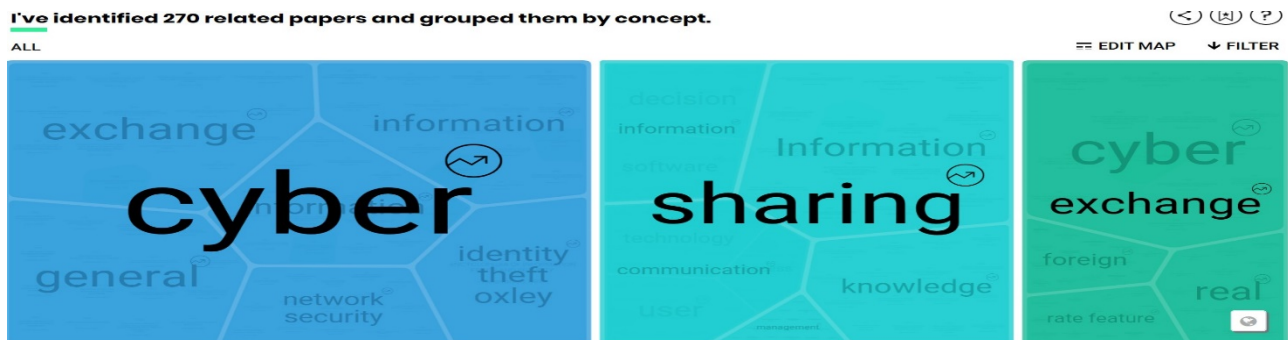 I've identified 270 related papers and grouped them by concept.
ALL
EDIT MAP
FILTER
exchange
information
cyber
information
general
network
security
identity
theft
oxley
decision
information
software
Information
sharing
technology
communication
knowledge
user
management.
cyber
exchange
foreign
real
rate feature